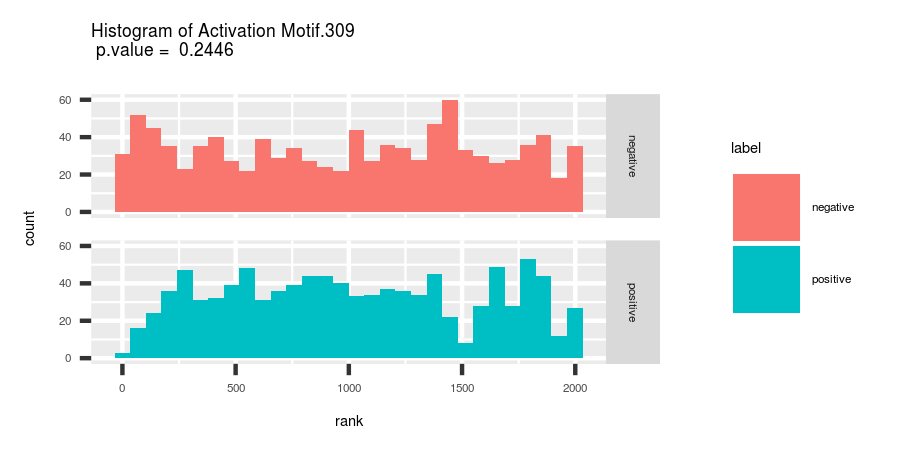 Histogram of Activation Motif.309
p.value = 0.2446
count
60
40
20
0
negative
60
40
20
0
positive
0 500 1000 1500 2000
rank
label
negative
positive